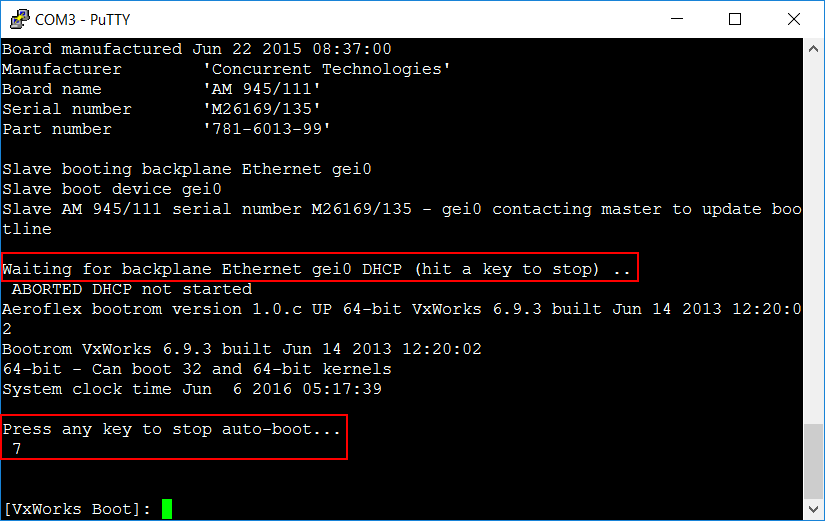 COM3 - PuTTY
Board manufactured Jun 22 2015 08:37:00
Manufacturer        'Concurrent Technologies'
Board name          'AM 945/111'
Serial number       'M26169/135'
Part number         '781-6013-99'
Slave booting backplane Ethernet gei0
Slave boot device gei0
Slave AM 945/111 serial number M26169/135 - gei0 contacting master to update boo
tline
Waiting for backplane Ethernet gei0 DHCP (hit a key to stop) ..
 ABORTED DHCP not started
Aeroflex bootrom version 1.0.c UP 64-bit VxWorks 6.9.3 built Jun 14 2013 12:20:0
2
Bootrom VxWorks 6.9.3 built Jun 14 2013 12:20:02
64-bit - Can boot 32 and 64-bit kernels
System clock time Jun  6 2016 05:17:39
Press any key to stop auto-boot...
 7
[VxWorks Boot]: